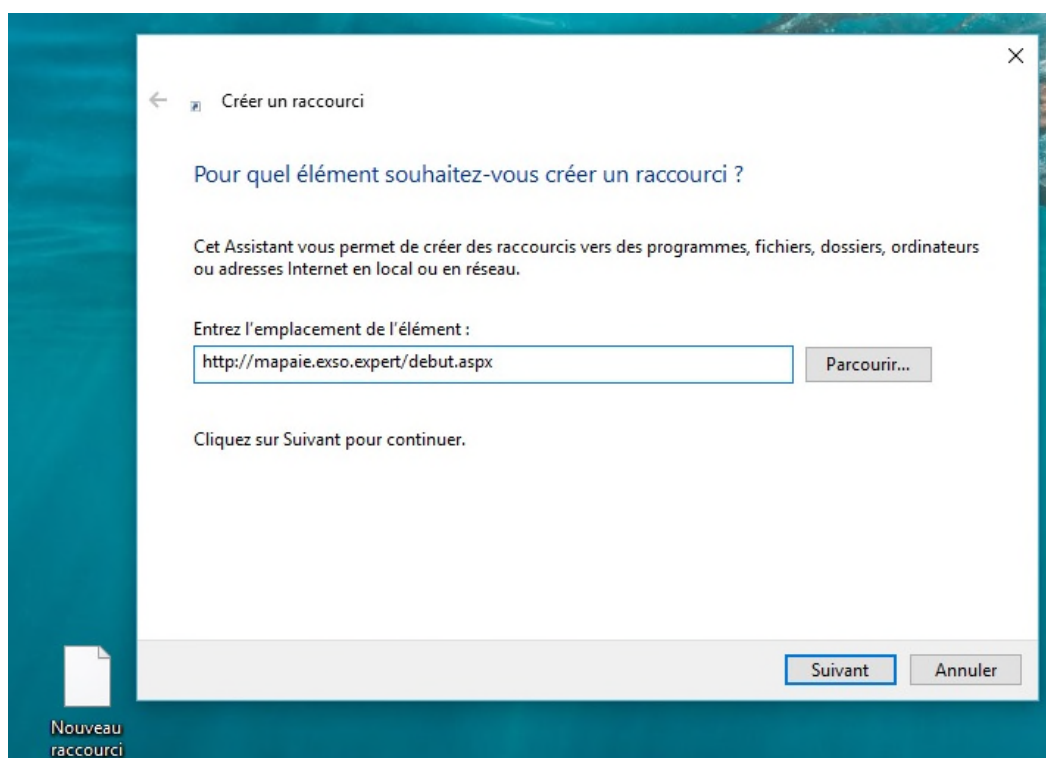 Créer un raccourci
Pour quel élément souhaitez-vous créer un raccourci ?
Cet Assistant vous permet de créer des raccourcis vers des programmes, fichiers, dossiers, ordinateurs
ou adresses Internet en local ou en réseau.
Entrez l'emplacement de l'élément :
http://mapaie.exso.expert/debut.aspx
Parcourir...
Cliquez sur Suivant pour continuer.
Suivant
Annuler
Nouveau
raccourci